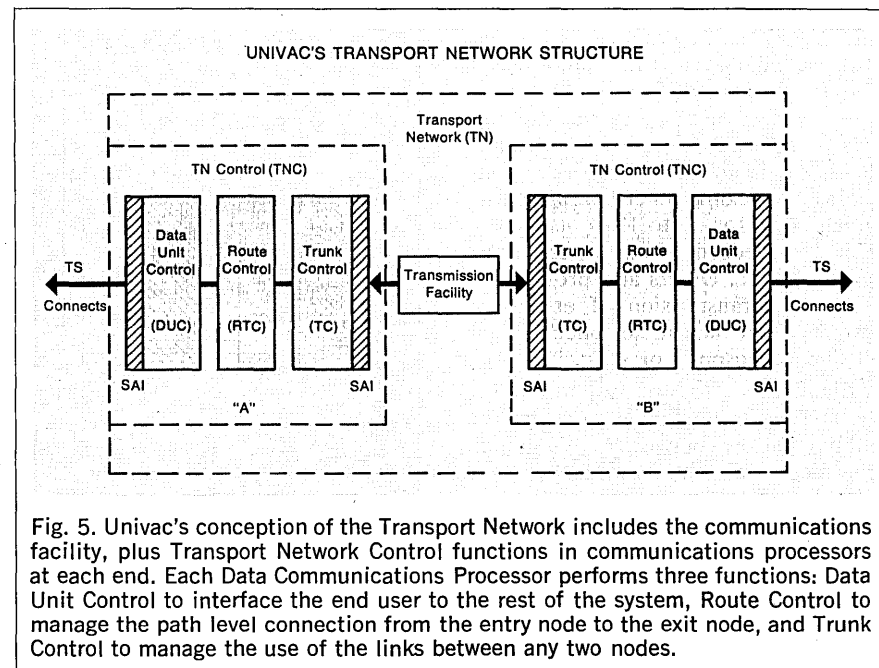 UNIVAC'S TRANSPORT NETWORK STRUCTURE
Transport
Network (TN)
TN Control (TNC)
TN Control (TNC)
TS
Connects
Data
Unit
Control
(DUC)
Route
Control
(RTC)
Trunk
Control
(TC)
Transmission
Facility
Trunk
Control
(TC)
Route
Control
(RTC)
Data
Unit
Control
(DUC)
TS
Connects
SAI
SAI
SAI
SAI
"A"
"B"
Fig. 5. Univac's conception of the Transport Network includes the communications
facility, plus Transport Network Control functions in communications processors
at each end. Each Data Communications Processor performs three functions: Data
Unit Control to interface the end user to the rest of the system, Route Control to
manage the path level connection from the entry node to the exit node, and Trunk
Control to manage the use of the links between any two nodes.